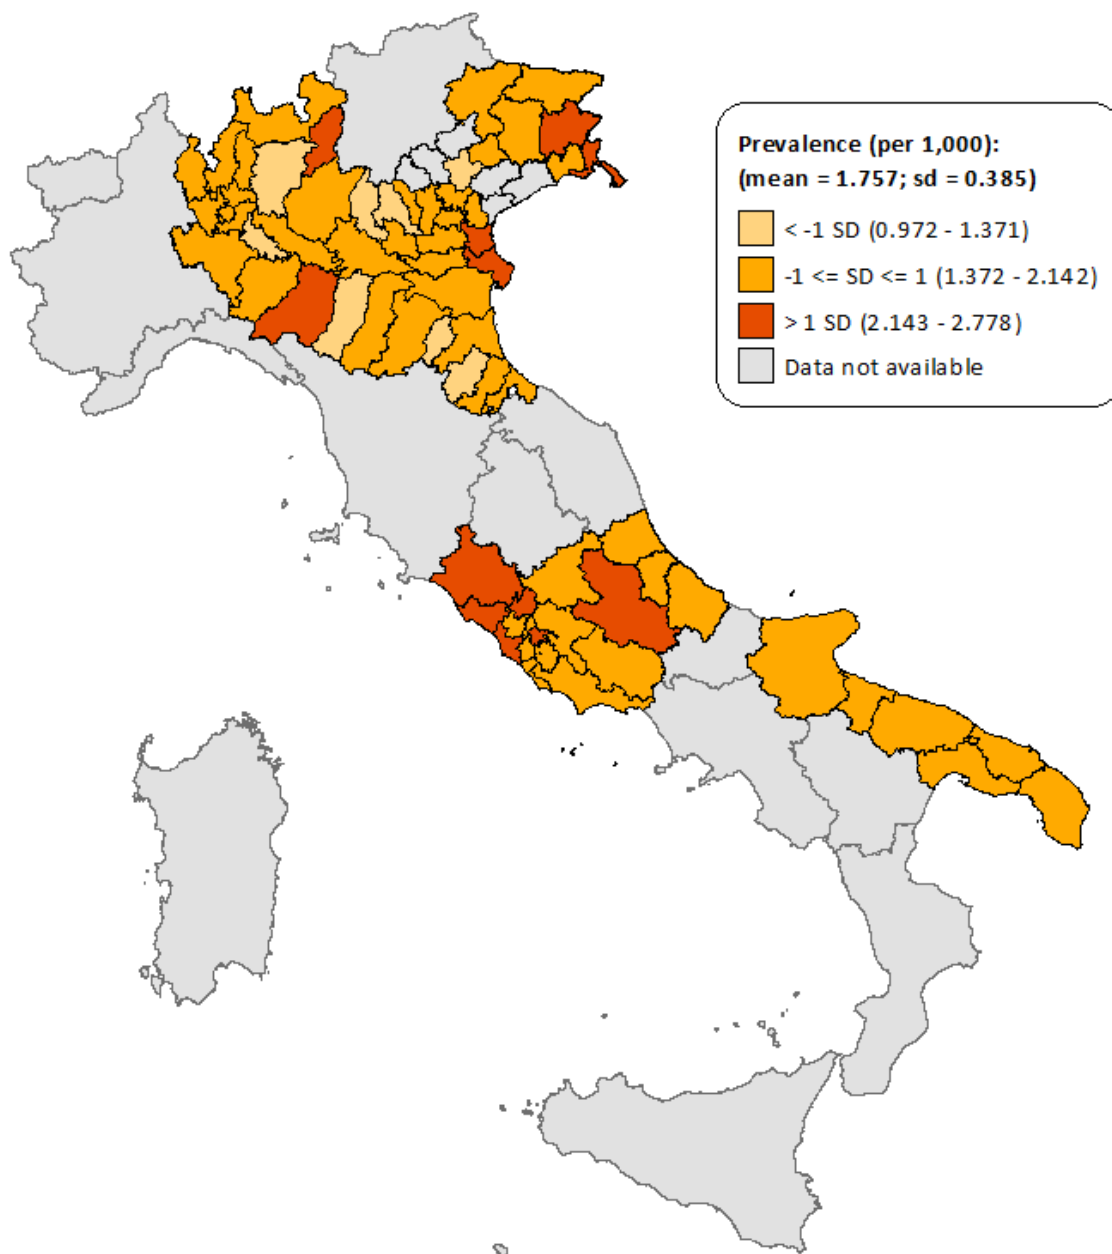 Prevalence (per 1,000):
(mean = 1.757; sd = 0.385)
< -1 SD (0.972 - 1.371)
-1 <= SD <= 1 (1.372 - 2.142)
> 1 SD (2.143 - 2.778)
Data not available